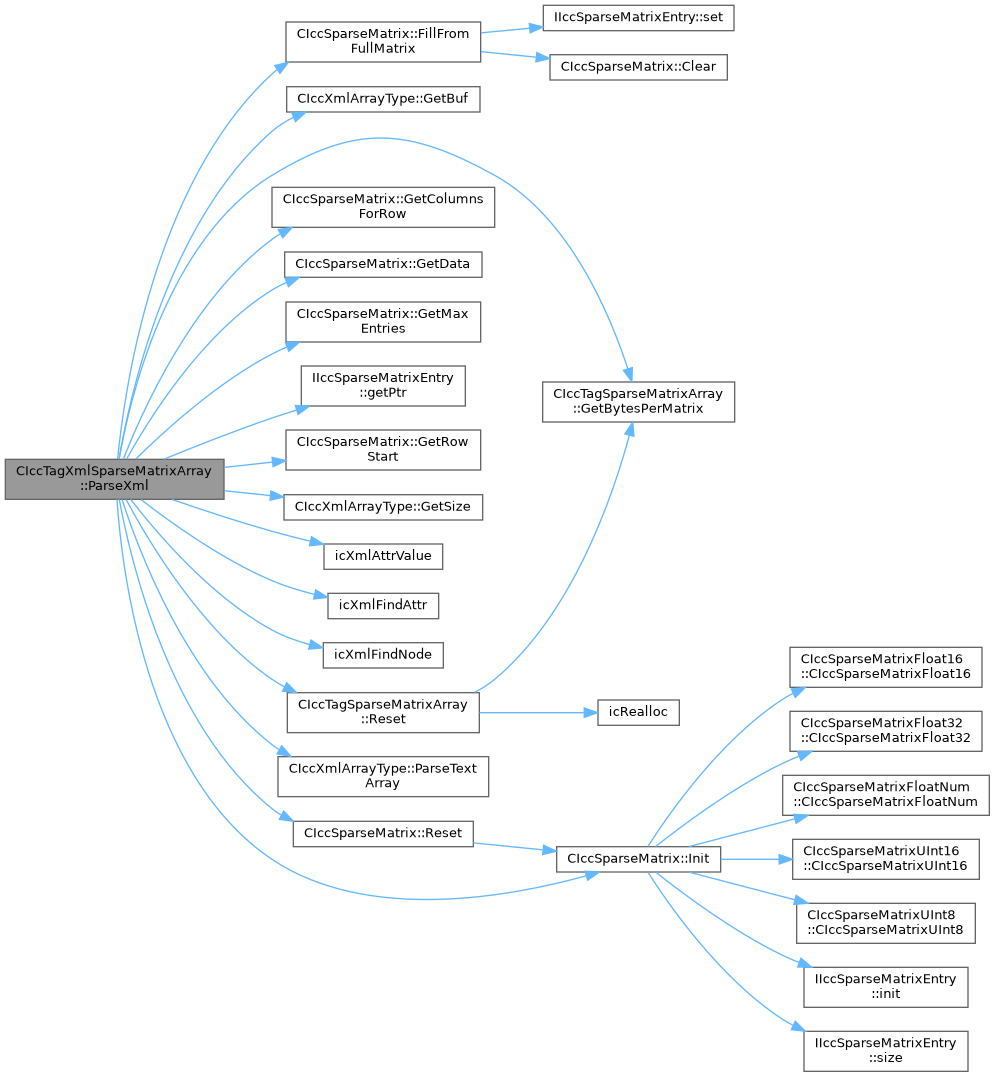 CIccTagXmlSparseMatrixArray
::ParseXml
CIccSparseMatrix::FillFrom
FullMatrix
IIccSparseMatrixEntry::set
CIccSparseMatrix::Clear
CIccXmlArrayType::GetBuf
CIccTagSparseMatrixArray
::GetBytesPerMatrix
CIccSparseMatrix::GetColumns
ForRow
CIccSparseMatrix::GetData
CIccSparseMatrix::GetMax
Entries
IIccSparseMatrixEntry
::getPtr
CIccSparseMatrix::GetRow
Start
CIccXmlArrayType::GetSize
icXmlAttrValue
icXmlFindAttr
icXmlFindNode
CIccTagSparseMatrixArray
::Reset
icRealloc
CIccXmlArrayType::ParseText
Array
CIccSparseMatrix::Reset
CIccSparseMatrix::Init
CIccSparseMatrixFloat16
::CIccSparseMatrixFloat16
CIccSparseMatrixFloat32
::CIccSparseMatrixFloat32
CIccSparseMatrixFloatNum
::CIccSparseMatrixFloatNum
CIccSparseMatrixUInt16
::CIccSparseMatrixUInt16
CIccSparseMatrixUInt8
::CIccSparseMatrixUInt8
IIccSparseMatrixEntry
::init
IIccSparseMatrixEntry
::size